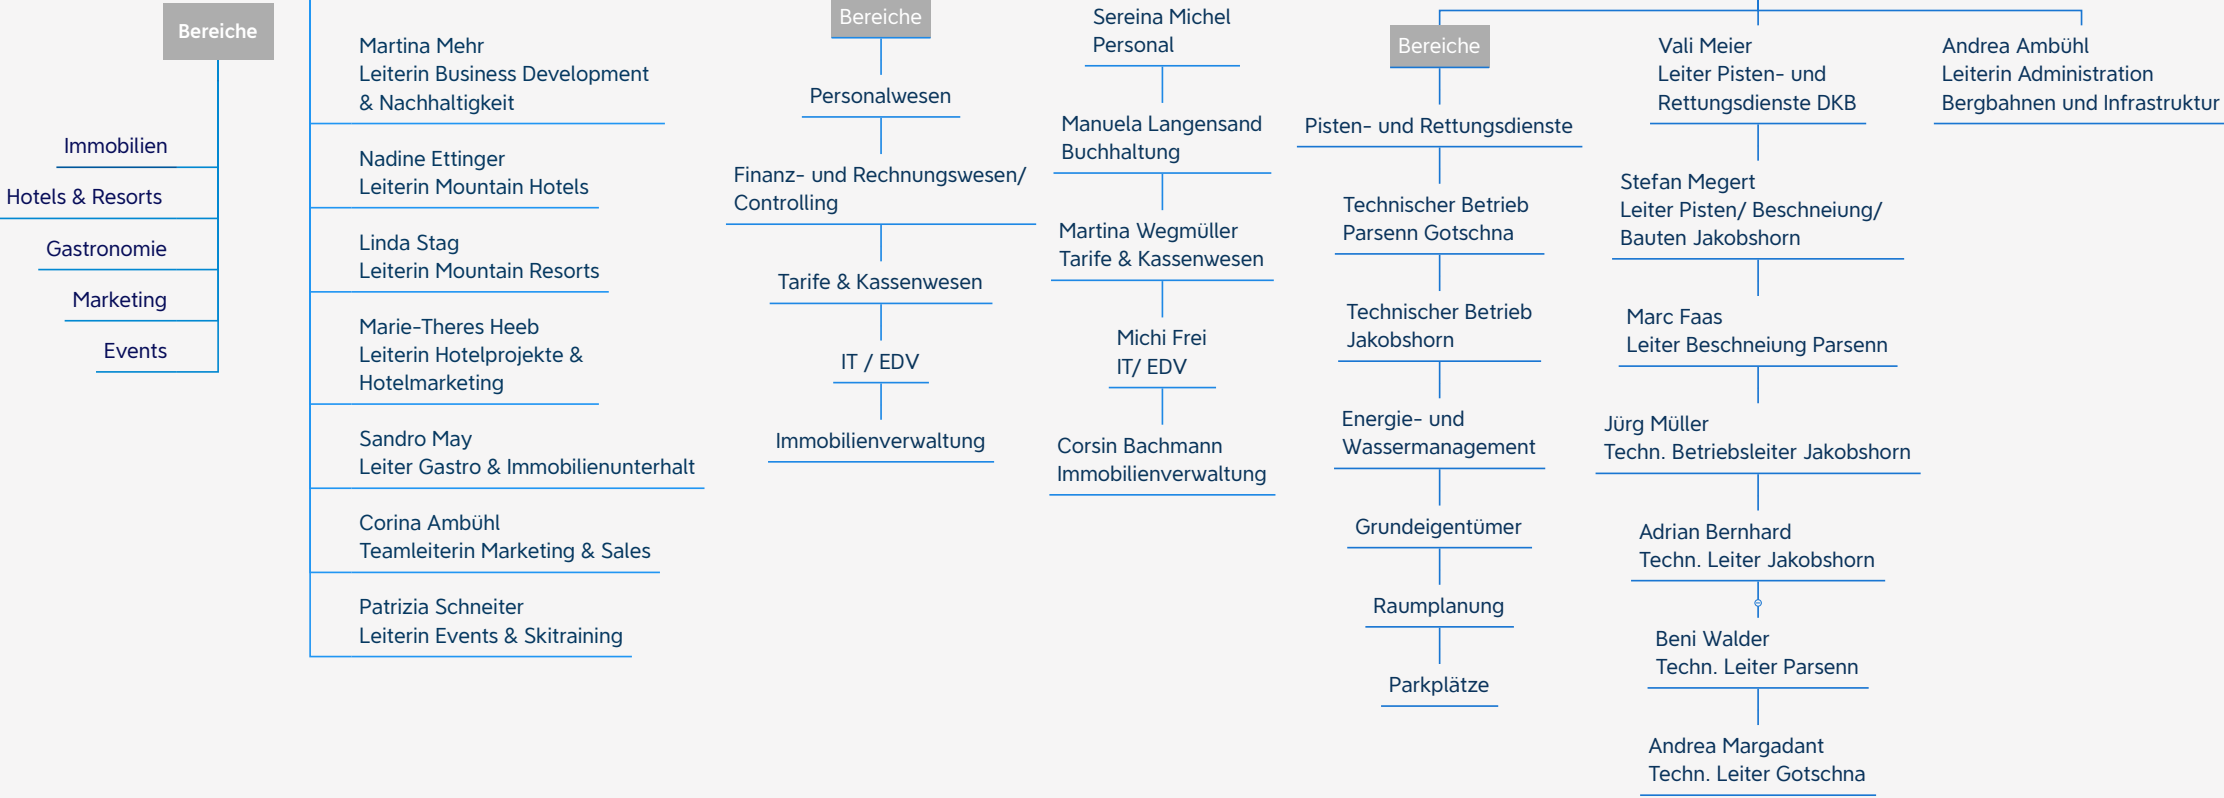 Bereiche
Immobilien
Hotels & Resorts
Gastronomie
Marketing
Events
Martina Mehr
Leiterin Business Development
& Nachhaltigkeit
Nadine Ettinger
Leiterin Mountain Hotels
Linda Stag
Leiterin Mountain Resorts
Marie-Theres Heeb
Leiterin Hotelprojekte &
Hotelmarketing
Sandro May
Leiter Gastro & Immobilienunterhalt
Corina Ambühl
Teamleiterin Marketing & Sales
Patrizia Schneiter
Leiterin Events & Skitraining
Bereiche
Personalwesen
Finanz- und Rechnungswesen/
Controlling
Tarife & Kassenwesen
IT / EDV
Immobilienverwaltung
Sereina Michel
Personal
Manuela Langensand
Buchhaltung
Martina Wegmüller
Tarife & Kassenwesen
Michi Frei
IT/ EDV
Corsin Bachmann
Immobilienverwaltung
Bereiche
Pisten- und Rettungsdienste
Technischer Betrieb
Parsenn Gotschna
Technischer Betrieb
Jakobshorn
Energie- und
Wassermanagement
Grundeigentümer
Raumplanung
Parkplätze
Vali Meier
Leiter Pisten- und
Rettungsdienste DKB
Stefan Megert
Leiter Pisten/ Beschneiung/
Bauten Jakobshorn
Marc Faas
Leiter Beschneiung Parsenn
Jürg Müller
Techn. Betriebsleiter Jakobshorn
Adrian Bernhard
Techn. Leiter Jakobshorn
Beni Walder
Techn. Leiter Parsenn
Andrea Margadant
Techn. Leiter Gotschna
Andrea Ambühl
Leiterin Administration
Bergbahnen und Infrastruktur